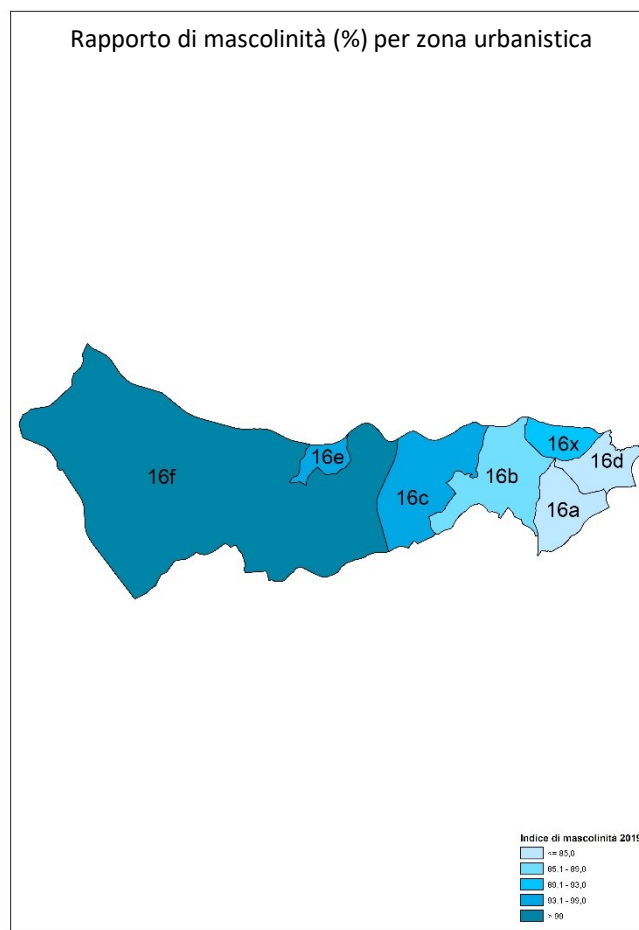 Rapporto di mascolinità (%) per zona urbanistica
16f
16e
16c
16b
16x
16d
16a
Indice di mascolinità 2019
<= 85,0
85.1 - 89,0
89.1 - 93,0
93.1 - 99,0
> 99